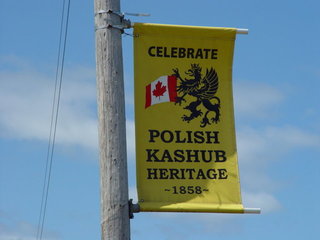 CELEBRATE
POLISH
KASHUB
HERITAGE
~1858~